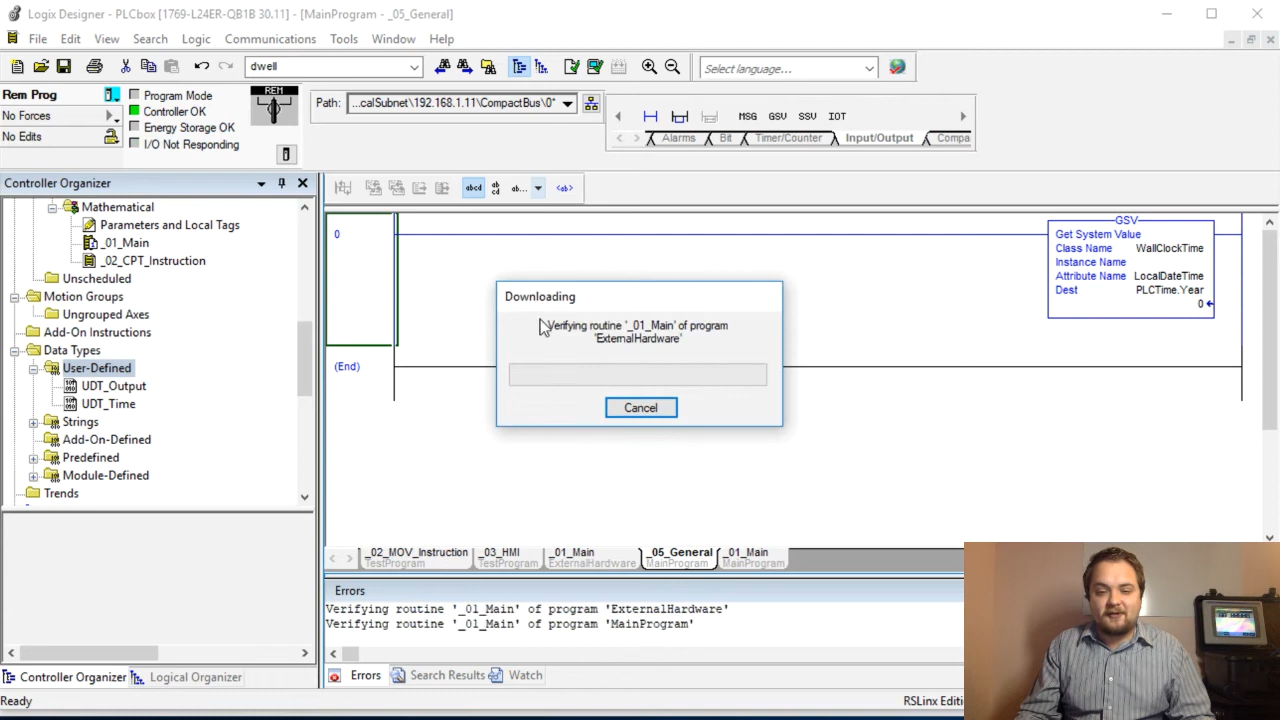 Logix Designer - PLCbox [1769-L24ER-QB1B 30.11] - [MainProgram - _05_General]
File Edit View Search Logic Communications Tools Window Help
dwell
Select language...
Rem Prog
No Forces
No Edits
Program Mode
Controller OK
Energy Storage OK
I/O Not Responding
REM
Path: ...calSubnet\192.168.1.11\CompactBus\0*
MSG GSV SSV IOT
Alarms Bit Timer/Counter Input/Output Compa
Controller Organizer
abcd ab cd ab... <ab>
Mathematical
Parameters and Local Tags
_01_Main
_02_CPT_Instruction
Unscheduled
Motion Groups
Ungrouped Axes
Add-On Instructions
Data Types
User-Defined
UDT_Output
UDT_Time
Strings
Add-On-Defined
Predefined
Module-Defined
Trends
0
(End)
GSV
Get System Value
Class Name WallClockTime
Instance Name
Attribute Name LocalDateTime
Dest PLCTime.Year
0
Downloading
Verifying routine '_01_Main' of program
'ExternalHardware'
Cancel
_02_MOV_Instruction
TestProgram
_03_HMI
TestProgram
_01_Main
ExternalHardware
_05_General
MainProgram
_01_Main
MainProgram
Errors
Verifying routine '_01_Main' of program 'ExternalHardware'
Verifying routine '_01_Main' of program 'MainProgram'
Errors Search Results Watch
Controller Organizer Logical Organizer
Ready
RSLinx Editi